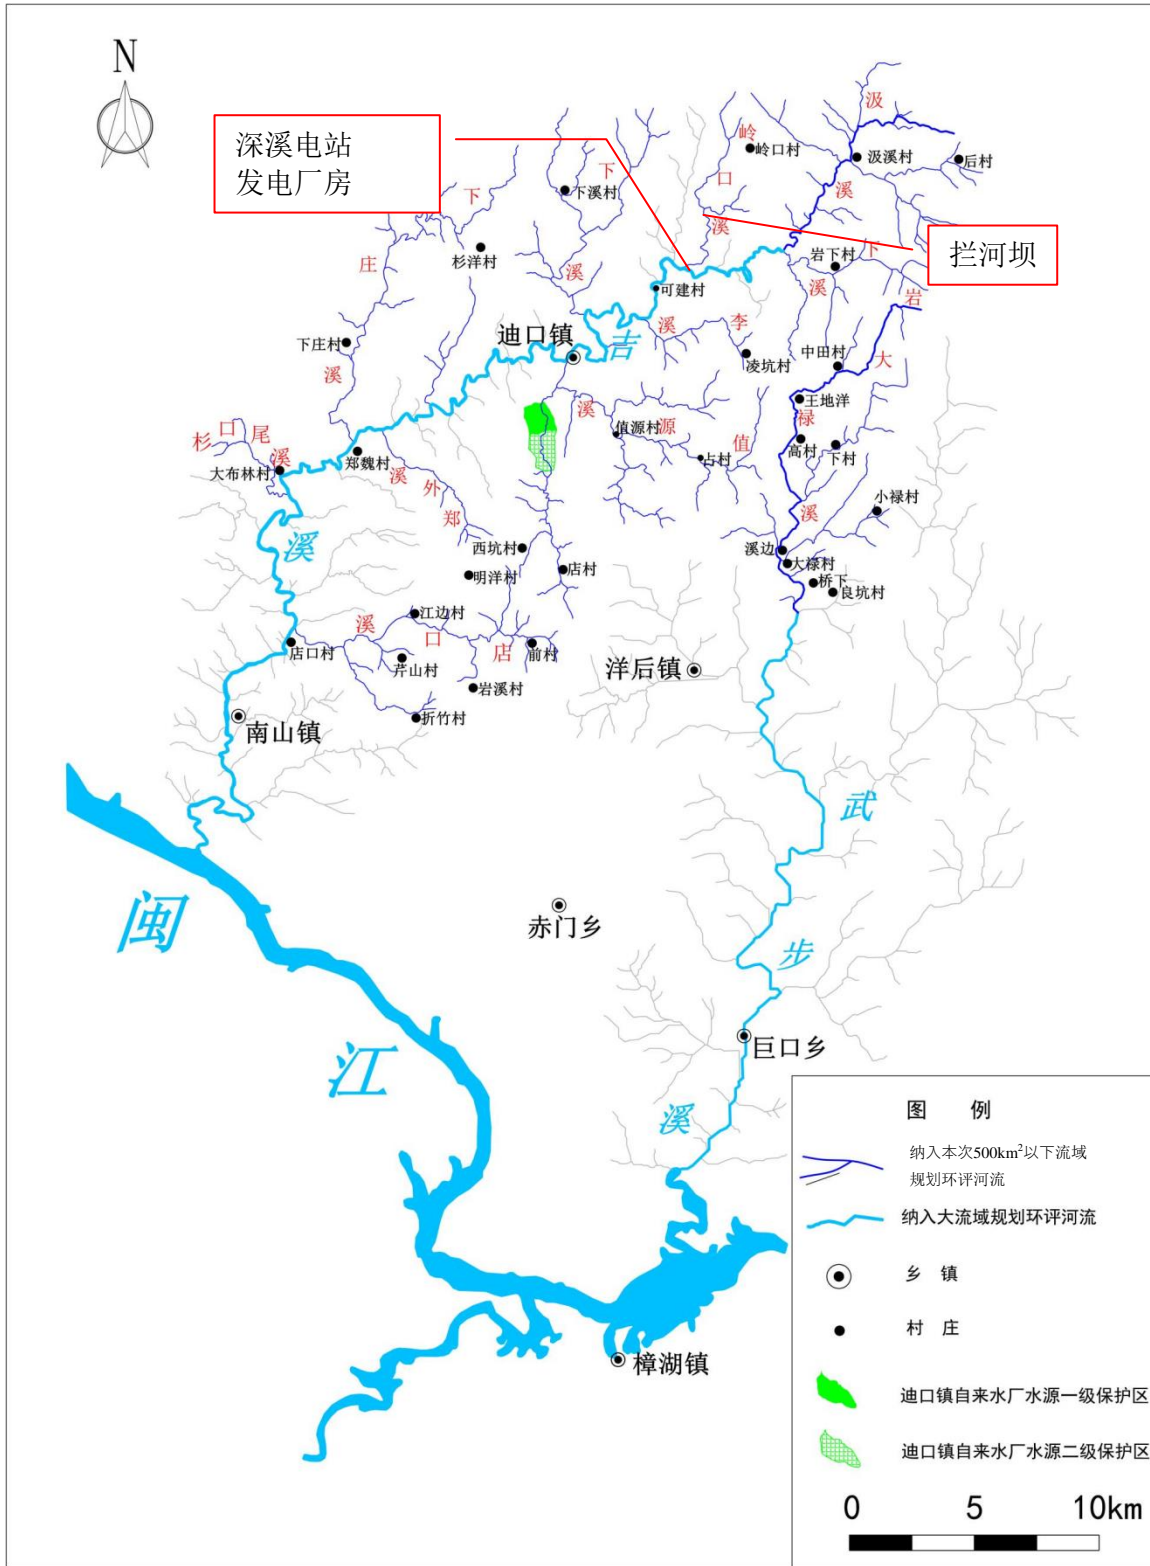 N
深溪电站
发电厂房
拦河坝
汲
溪
汲溪村
后村
岭
口
溪
岭口村
下
溪
下溪村
下
庄
溪
杉洋村
下庄村
岩下村
下
溪
岩
可建村
迪口镇
吉
溪
李
溪
凌坑村
中田村
大
禄
溪
王地洋
高村
下村
小禄村
值源村
溪
源
值
占村
杉
口
尾
溪
大布林村
郑魏村
溪
外
郑
西坑村
明洋村
店村
溪边
大禄村
桥下
良坑村
江边村
溪
口
店
前村
店口村
芹山村
岩溪村
折竹村
洋后镇
南山镇
武
步
溪
闽
江
赤门乡
巨口乡
樟湖镇
图 例
纳入本次500km²以下流域
规划环评河流
纳入大流域规划环评河流
乡 镇
村 庄
迪口镇自来水厂水源一级保护区
迪口镇自来水厂水源二级保护区
0 5 10km